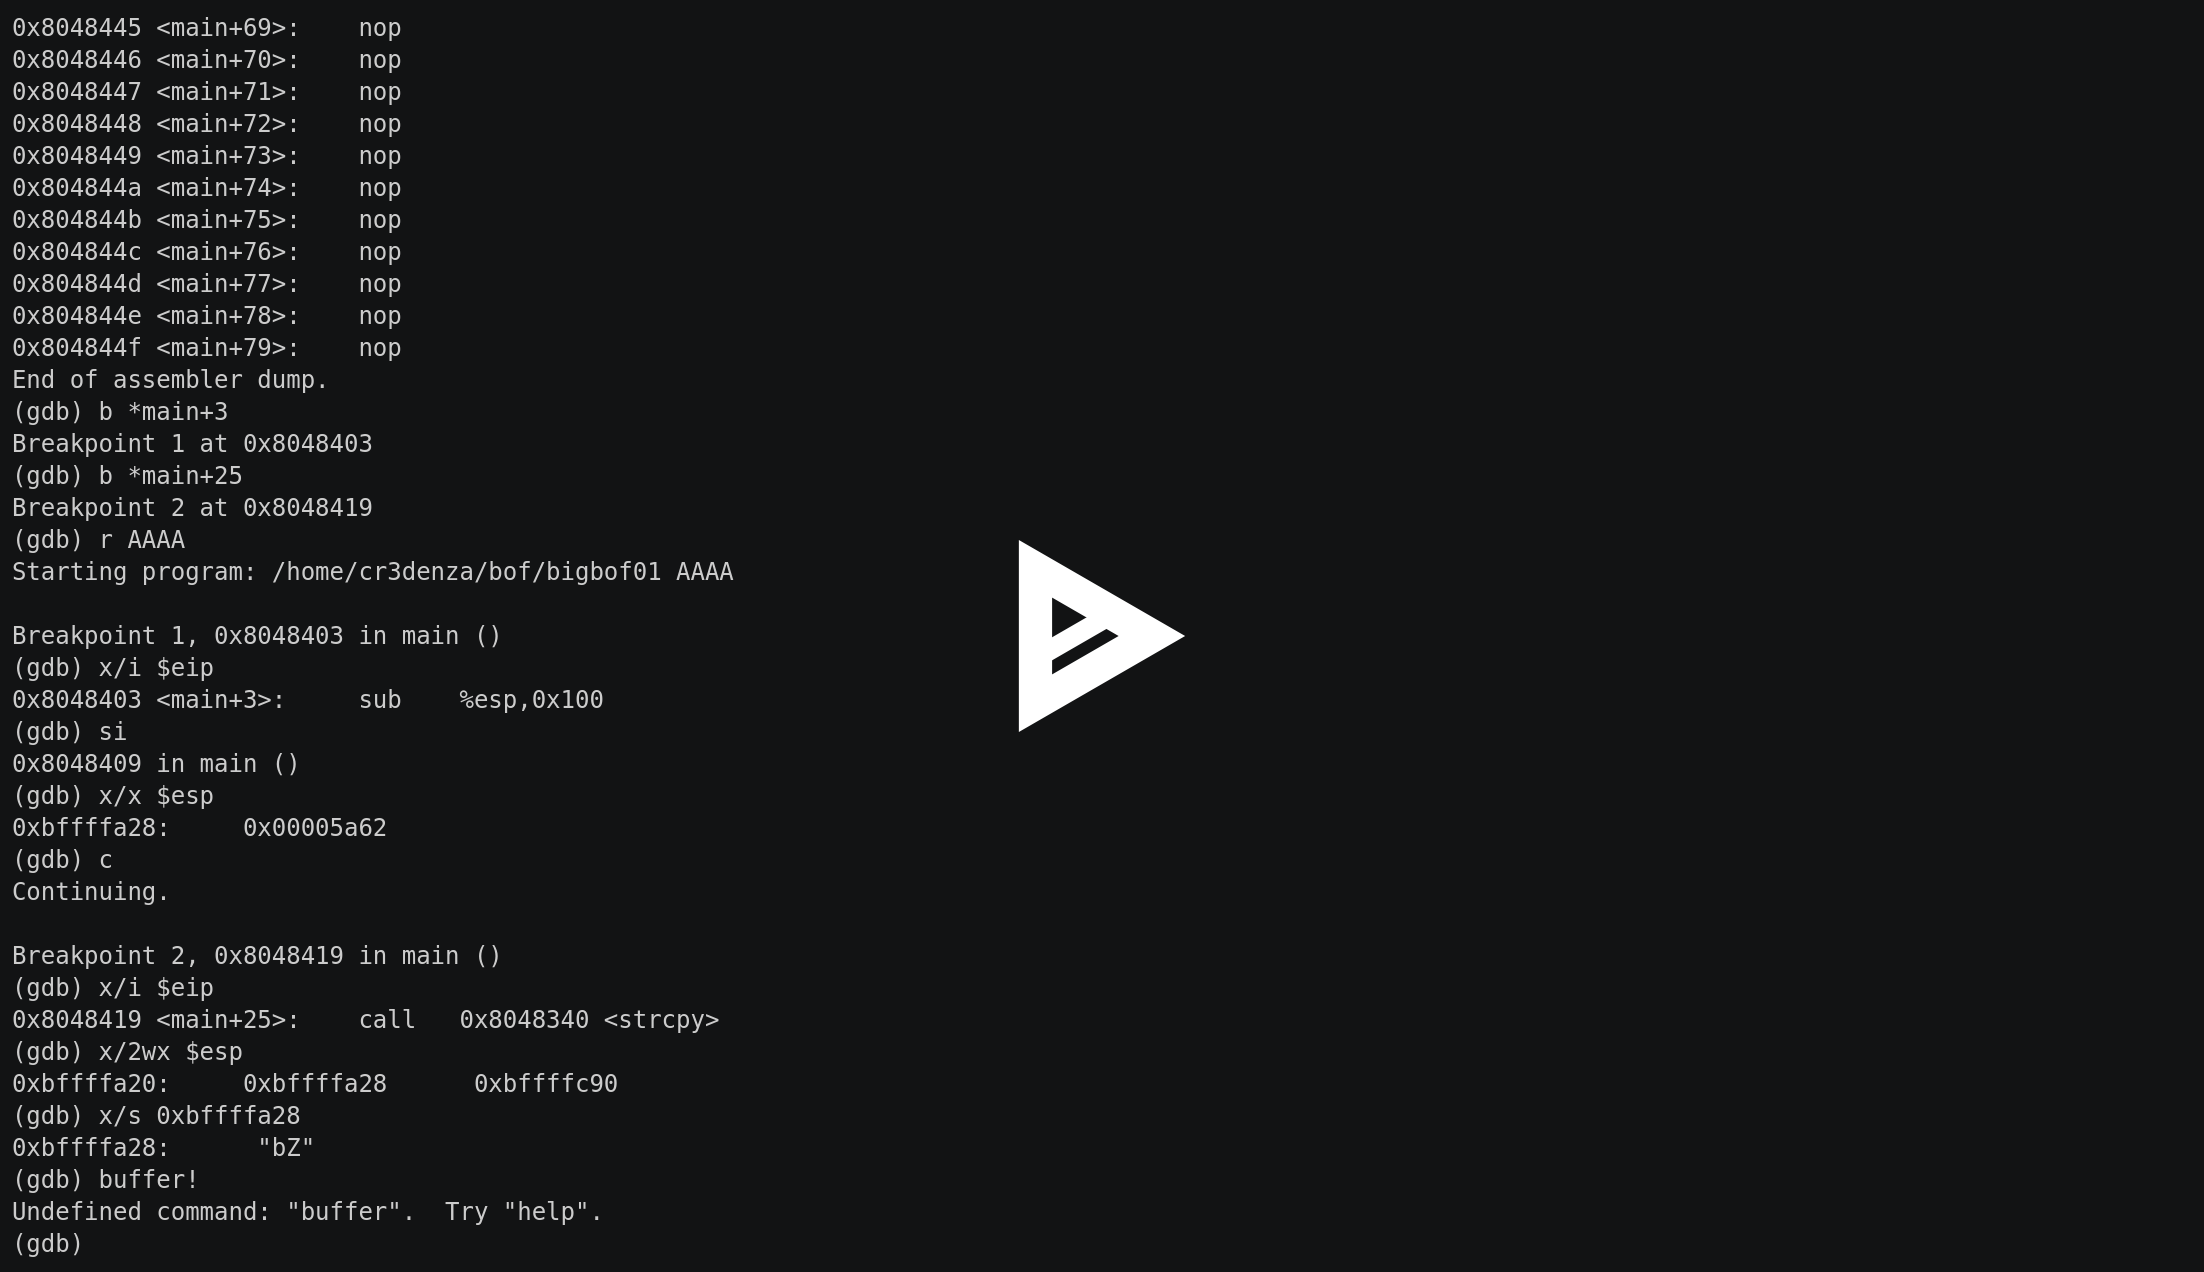 0x8048445 <main+69>:    nop
0x8048446 <main+70>:    nop
0x8048447 <main+71>:    nop
0x8048448 <main+72>:    nop
0x8048449 <main+73>:    nop
0x804844a <main+74>:    nop
0x804844b <main+75>:    nop
0x804844c <main+76>:    nop
0x804844d <main+77>:    nop
0x804844e <main+78>:    nop
0x804844f <main+79>:    nop
End of assembler dump.
(gdb) b *main+3
Breakpoint 1 at 0x8048403
(gdb) b *main+25
Breakpoint 2 at 0x8048419
(gdb) r AAAA
Starting program: /home/cr3denza/bof/bigbof01 AAAA

Breakpoint 1, 0x8048403 in main ()
(gdb) x/i $eip
0x8048403 <main+3>:     sub    %esp,0x100
(gdb) si
0x8048409 in main ()
(gdb) x/x $esp
0xbffffa28:     0x00005a62
(gdb) c
Continuing.

Breakpoint 2, 0x8048419 in main ()
(gdb) x/i $eip
0x8048419 <main+25>:    call   0x8048340 <strcpy>
(gdb) x/2wx $esp
0xbffffa20:     0xbffffa28      0xbffffc90
(gdb) x/s 0xbffffa28
0xbffffa28:      "bZ"
(gdb) buffer!
Undefined command: "buffer".  Try "help".
(gdb)